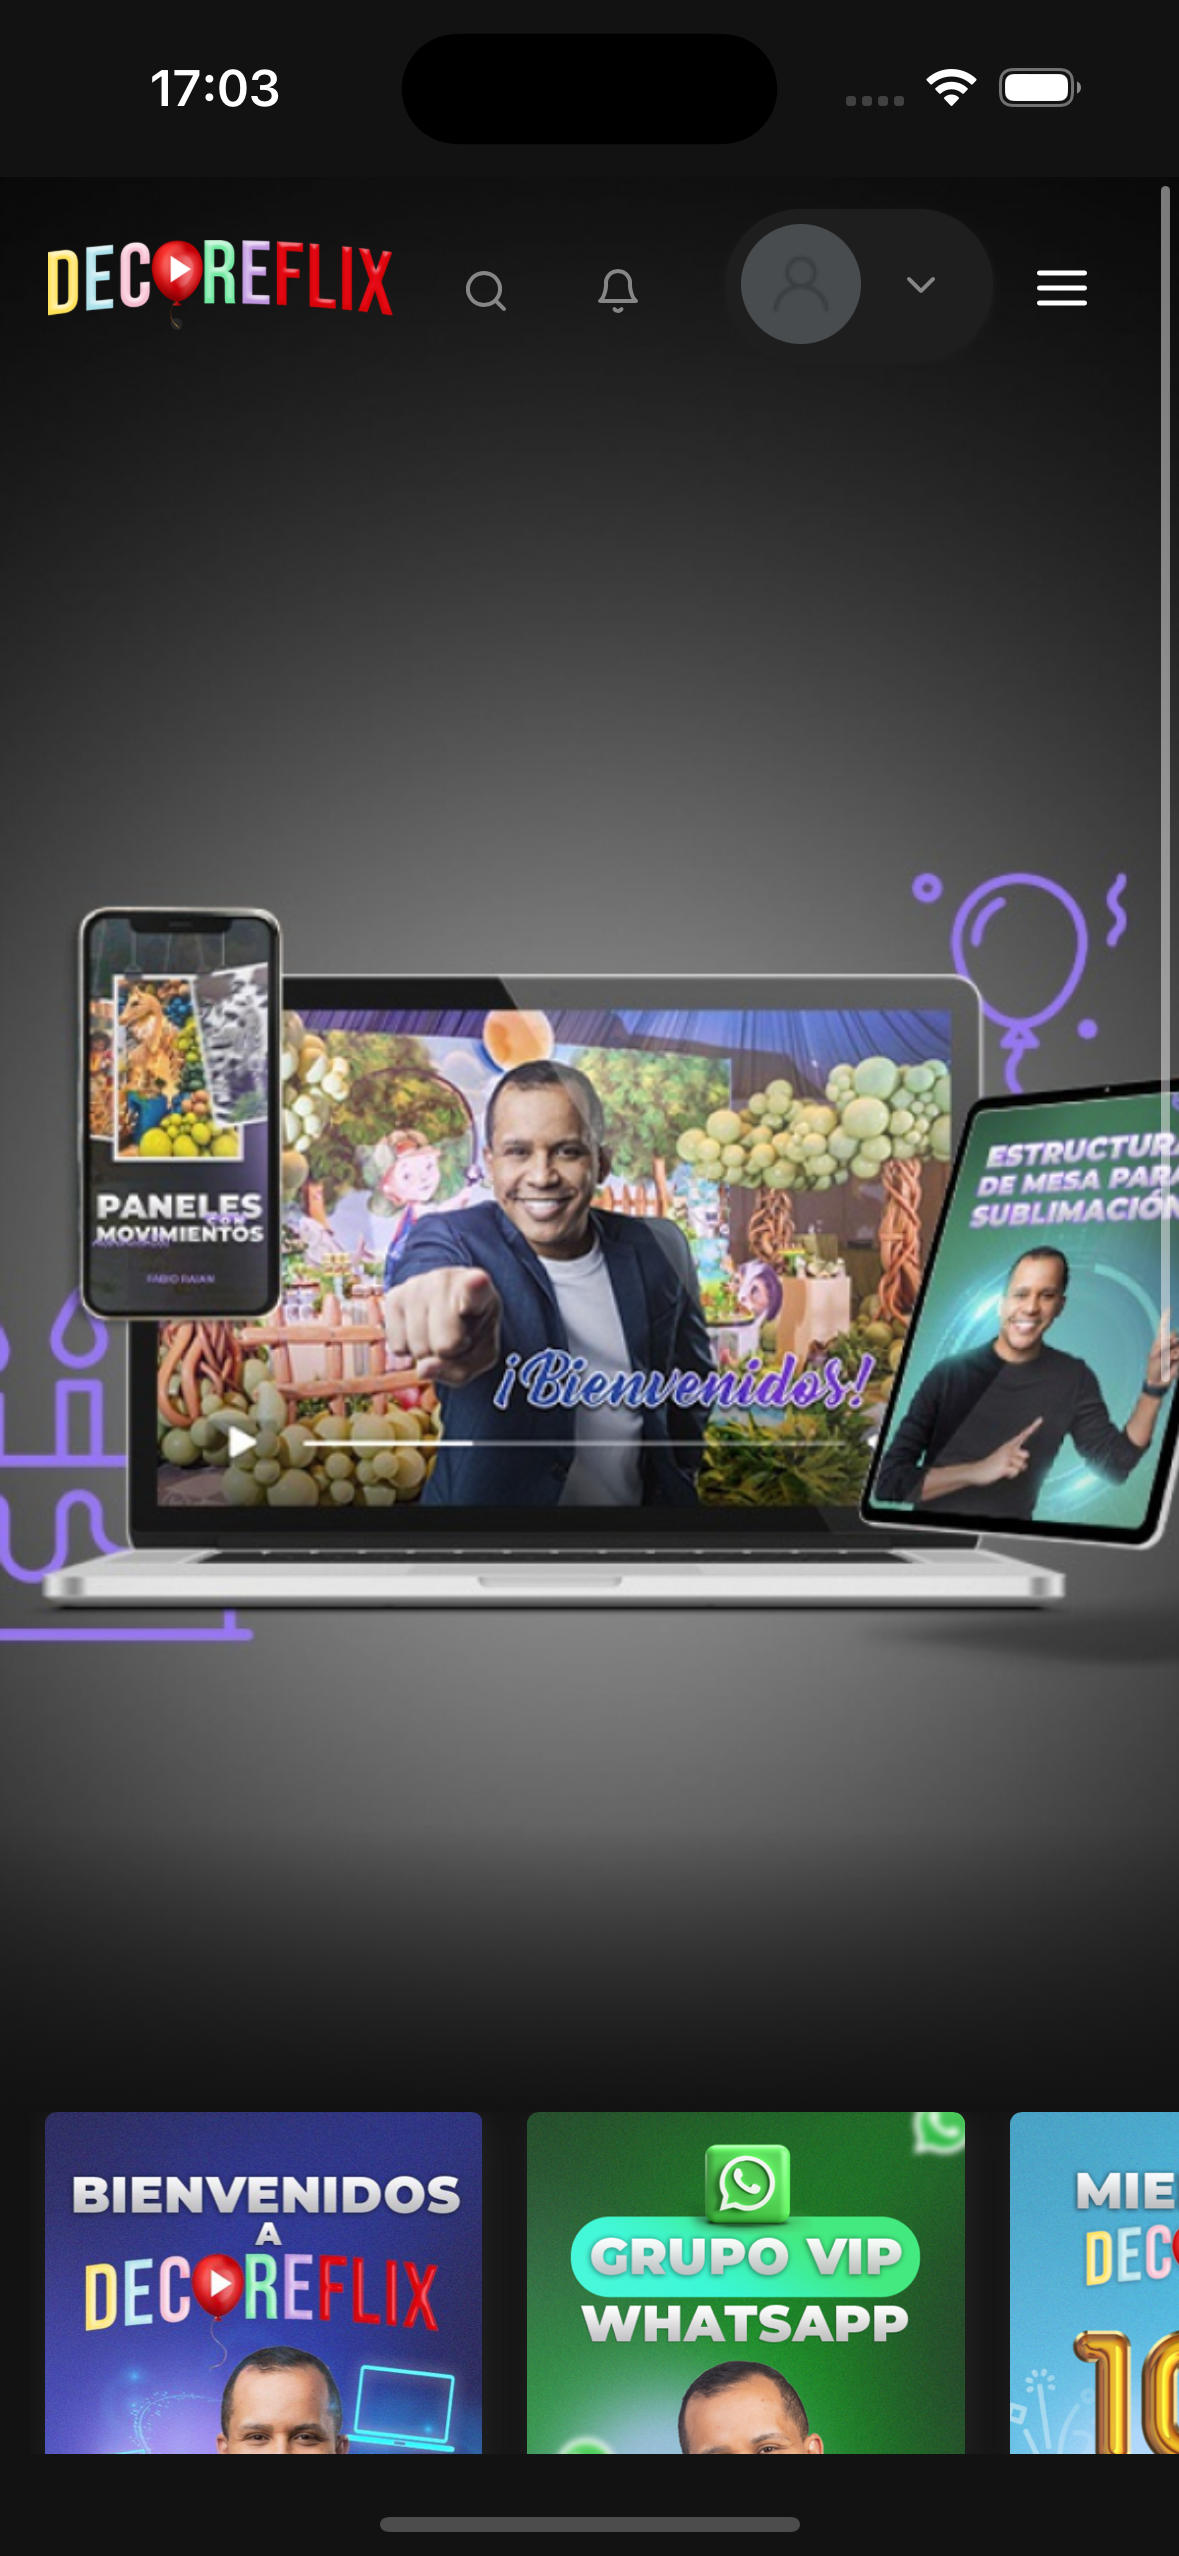 17:03
DECOREFLIX
PANELES
CON
MOVIMIENTOS
FABIO RAIAN
¡Bienvenidos!
ESTRUCTURA
DE MESA PARA
SUBLIMACIÓN
BIENVENIDOS
A
DECOREFLIX
GRUPO VIP
WHATSAPP
MIE
DEC
10